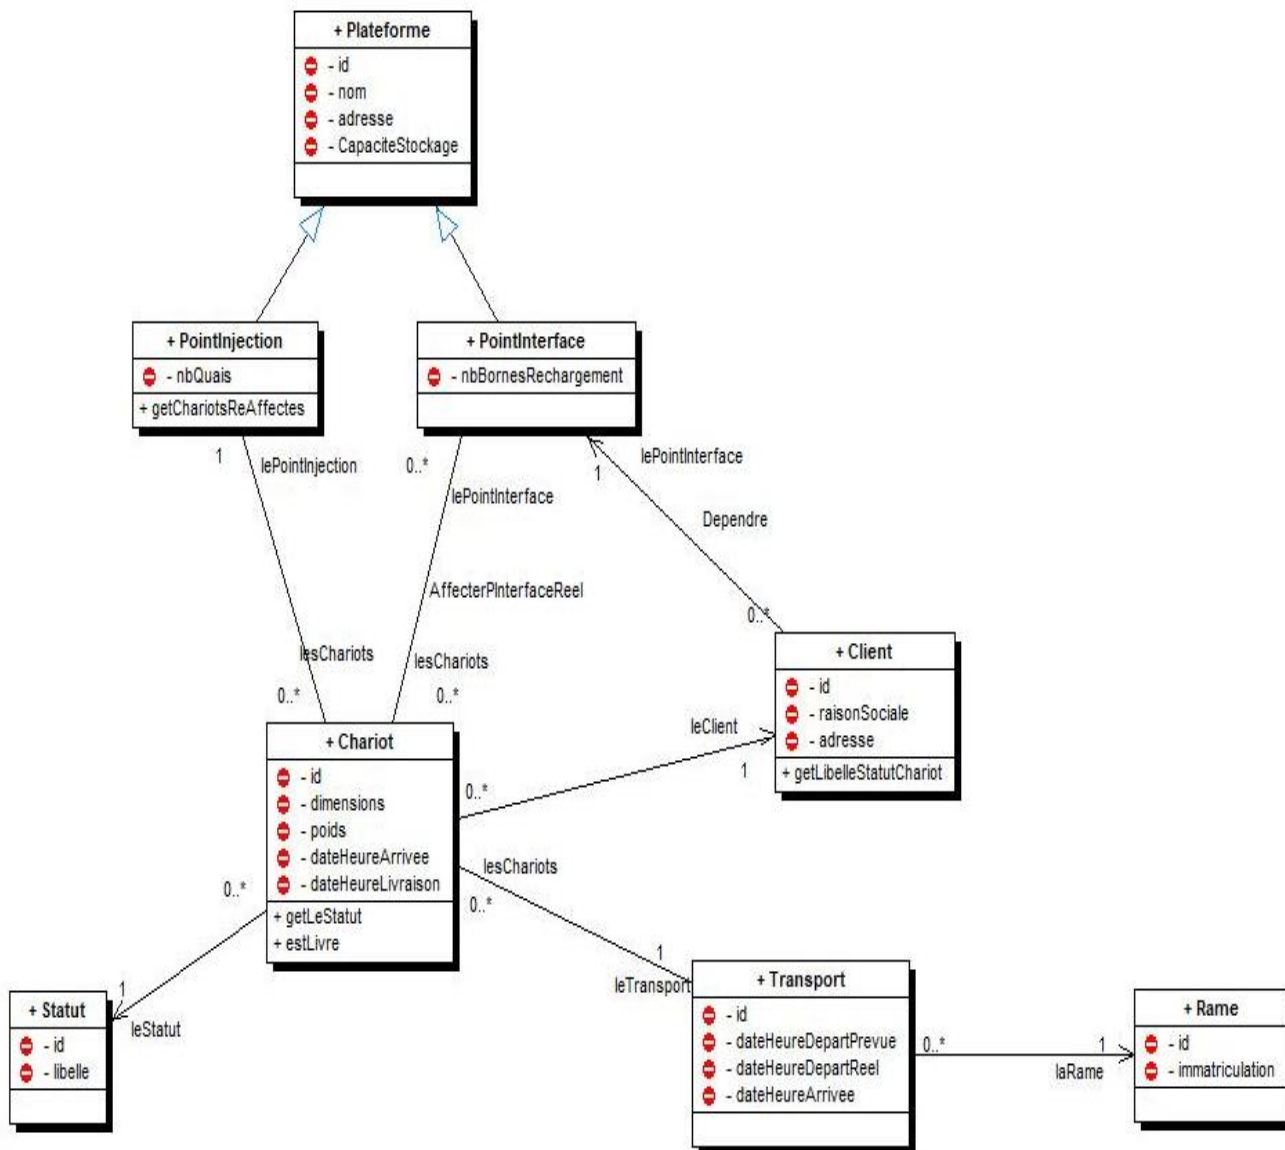 + Plateforme
- id
- nom
- adresse
- CapaciteStockage
+ PointInjection
- nbQuais
+ getChariotsReAffectes
+ PointInterface
- nbBornesRechargement
1
lePointInjection
0..*
lePointInterface
1
lePointInterface
Dependre
AffecterPInterfaceReel
0..*
lesChariots
0..*
lesChariots
0..*
+ Client
- id
- raisonSociale
- adresse
+ getLibelleStatutChariot
leClient
1
0..*
+ Chariot
- id
- dimensions
- poids
- dateHeureArrivee
- dateHeureLivraison
+ getLeStatut
+ estLivre
lesChariots
0..*
0..*
1
leTransport
1
leStatut
+ Statut
- id
- libelle
+ Transport
- id
- dateHeureDepartPrevue
- dateHeureDepartReel
- dateHeureArrivee
0..*
1
laRame
+ Rame
- id
- immatriculation